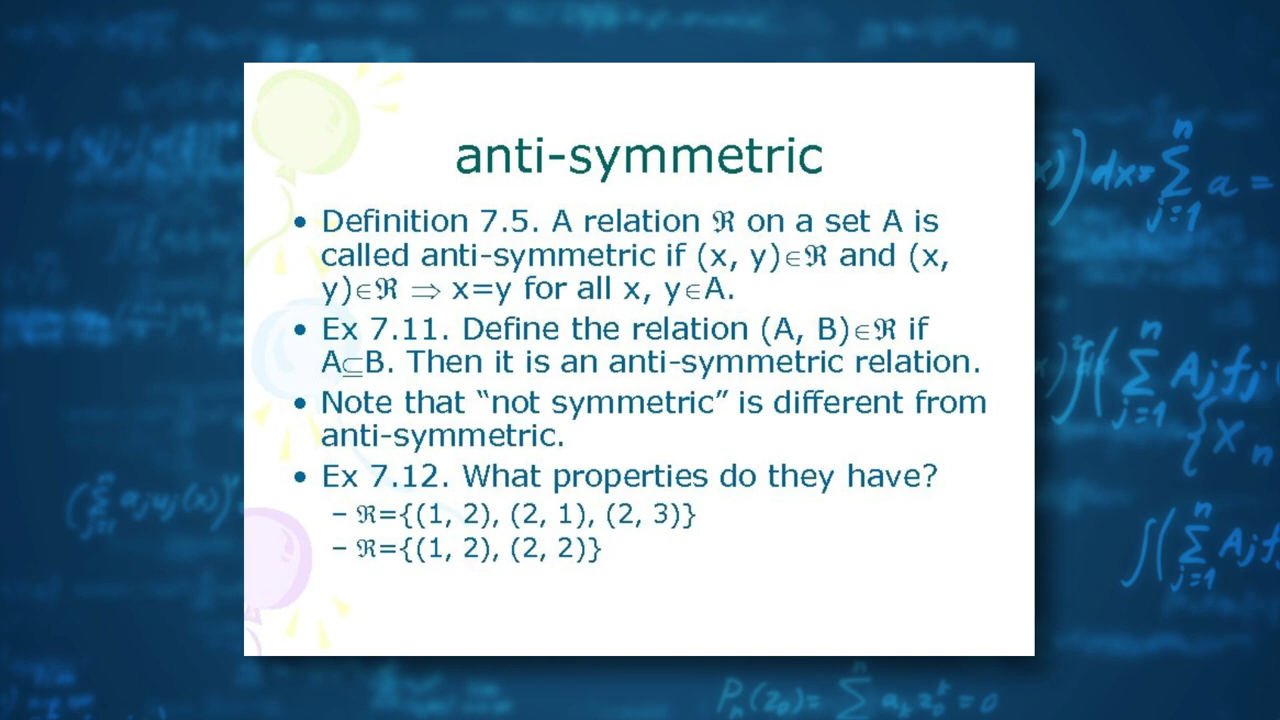 anti-symmetric
• Definition 7.5. A relation ℜ on a set A is
called anti-symmetric if (x, y)∈ℜ and (x,
y)∈ℜ ⇒ x=y for all x, y∈A.
• Ex 7.11. Define the relation (A, B)∈ℜ if
A⊆B. Then it is an anti-symmetric relation.
• Note that “not symmetric” is different from
anti-symmetric.
• Ex 7.12. What properties do they have?
– ℜ={(1, 2), (2, 1), (2, 3)}
– ℜ={(1, 2), (2, 2)}